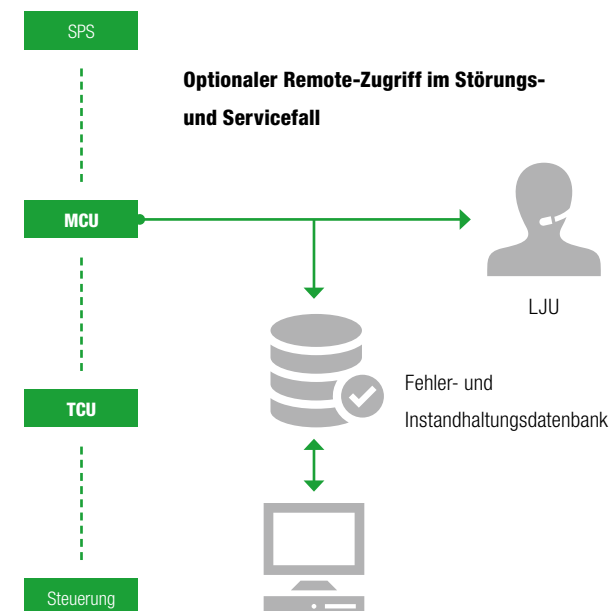 SPS
Optionaler Remote-Zugriff im Störungs-
und Servicefall
MCU
LJU
Fehler- und
Instandhaltungsdatenbank
TCU
Steuerung